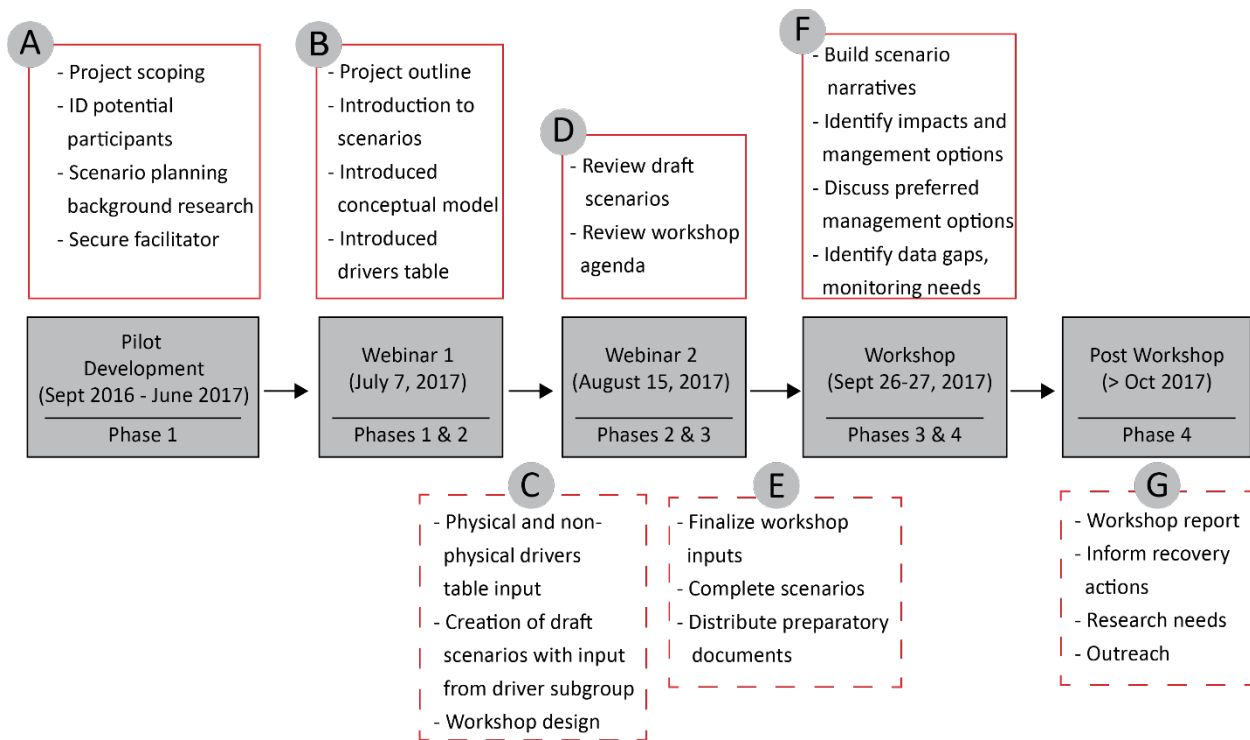 A
- Project scoping
- ID potential
participants
- Scenario planning
background research
- Secure facilitator
B
- Project outline
- Introduction to
scenarios
- Introduced
conceptual model
- Introduced
drivers table
D
- Review draft
scenarios
- Review workshop
agenda
F
- Build scenario
narratives
- Identify impacts and
mangement options
- Discuss preferred
management options
- Identify data gaps,
monitoring needs
Pilot
Development
(Sept 2016 - June 2017)
Phase 1
Webinar 1
(July 7, 2017)
Phases 1 & 2
Webinar 2
(August 15, 2017)
Phases 2 & 3
Workshop
(Sept 26-27, 2017)
Phases 3 & 4
Post Workshop
(> Oct 2017)
Phase 4
C
- Physical and non-
physical drivers
table input
- Creation of draft
scenarios with input
from driver subgroup
- Workshop design
E
- Finalize workshop
inputs
- Complete scenarios
- Distribute preparatory
documents
G
- Workshop report
- Inform recovery
actions
- Research needs
- Outreach